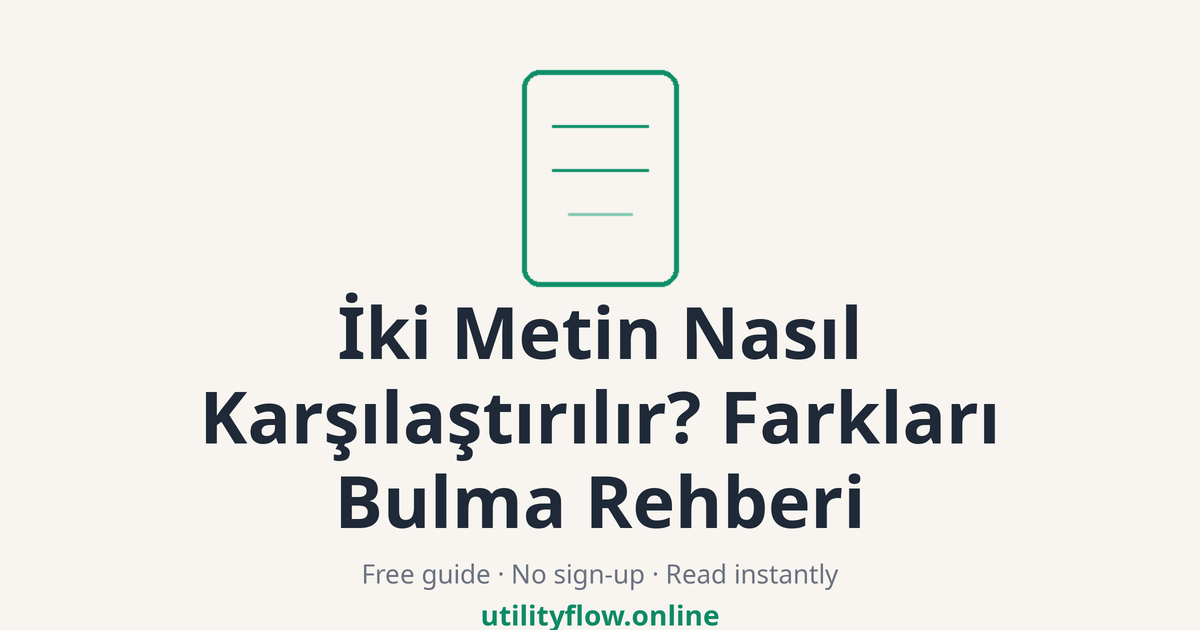 İki Metin Nasıl
Karşılaştırılır? Farkları
Bulma Rehberi
Free guide · No sign-up · Read instantly
utilityflow.online